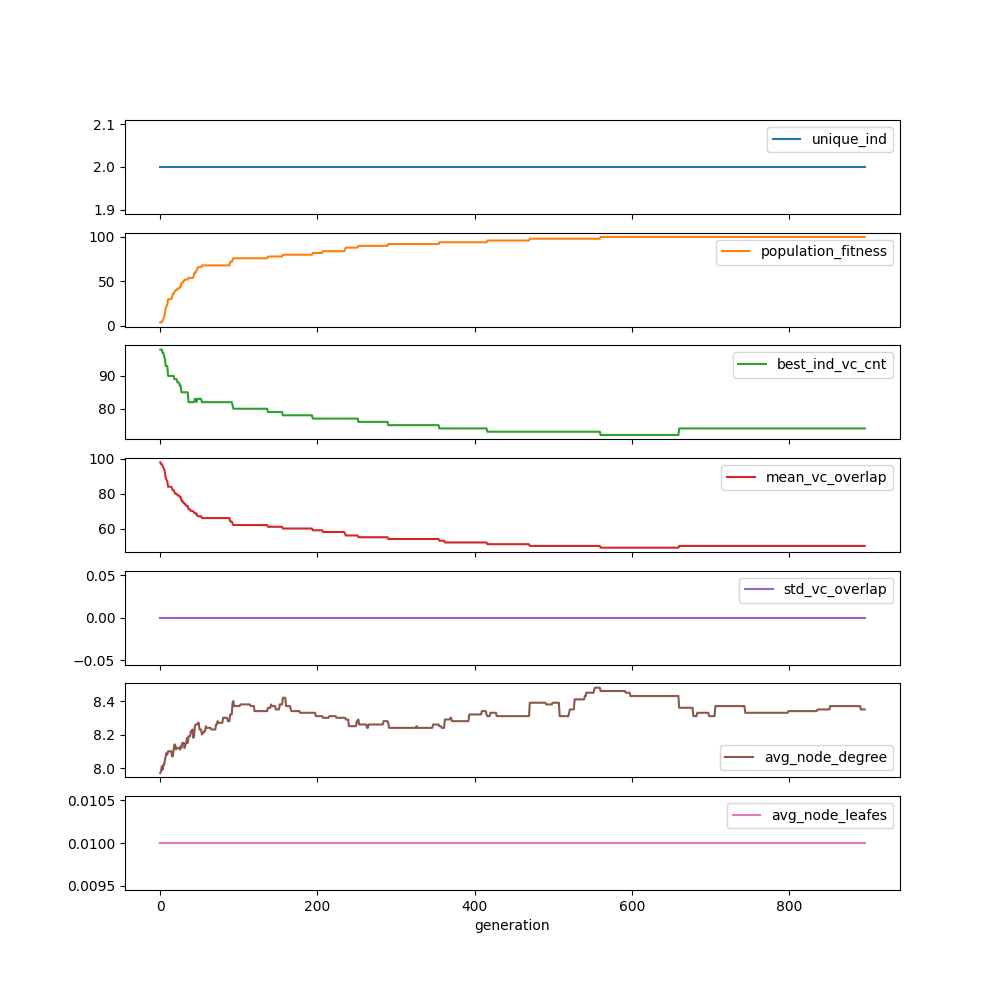 2.1
2.0
1.9
unique_ind
100
50
0
population_fitness
90
80
best_ind_vc_cnt
100
80
60
mean_vc_overlap
0.05
0.00
−0.05
std_vc_overlap
8.4
8.2
8.0
avg_node_degree
0.0105
0.0100
0.0095
avg_node_leafes
0 200 400 600 800
generation